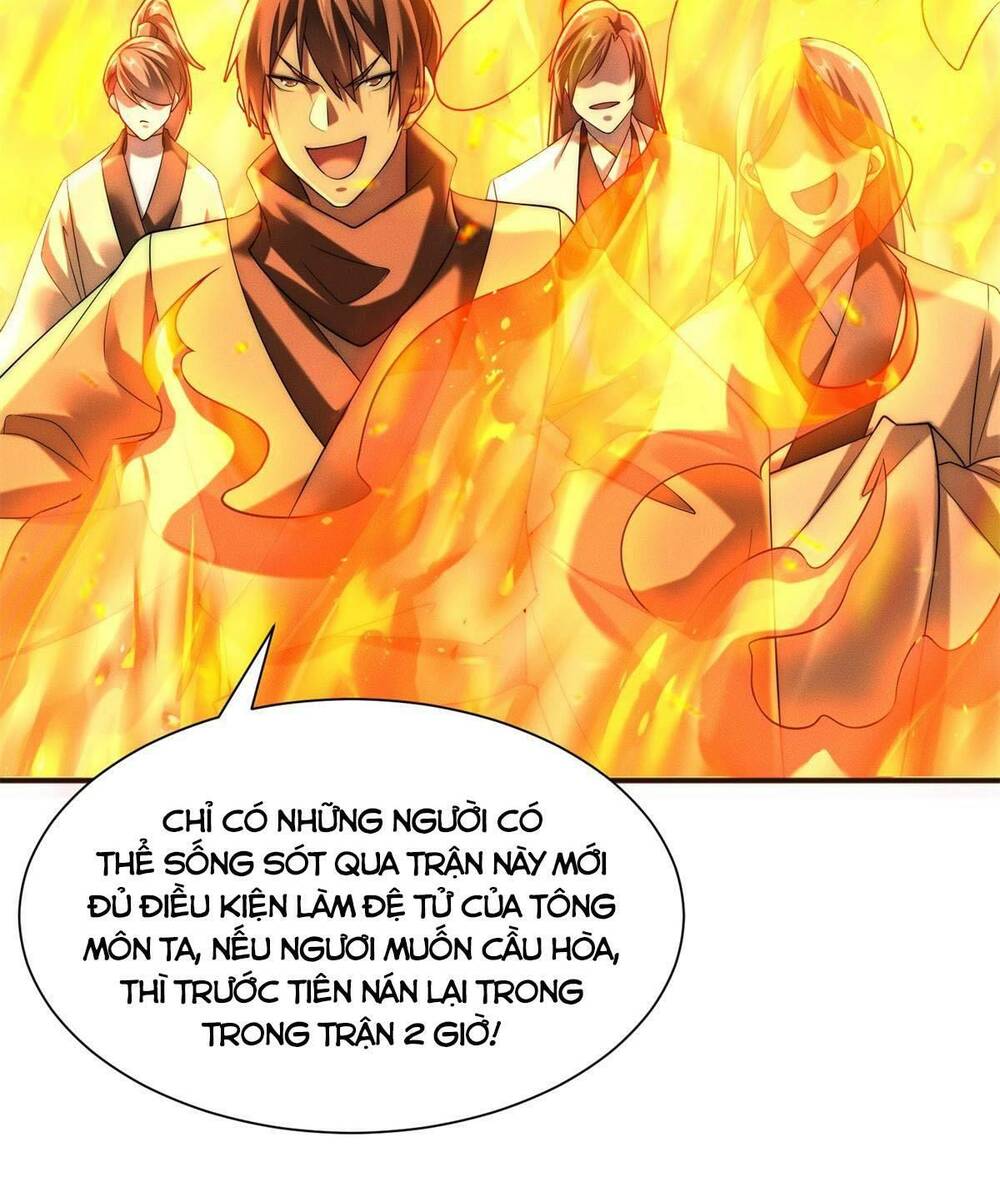 CHỈ CÓ NHỮNG NGƯỜI CÓ
THỂ SỐNG SÓT QUA TRẬN NÀY MỚI
ĐỦ ĐIỀU KIỆN LÀM ĐỆ TỬ CỦA TÔNG
MÔN TA, NẾU NGƯƠI MUỐN CẦU HÒA,
THÌ TRƯỚC TIÊN NÁN LẠI TRONG
TRONG TRẬN 2 GIỜ!